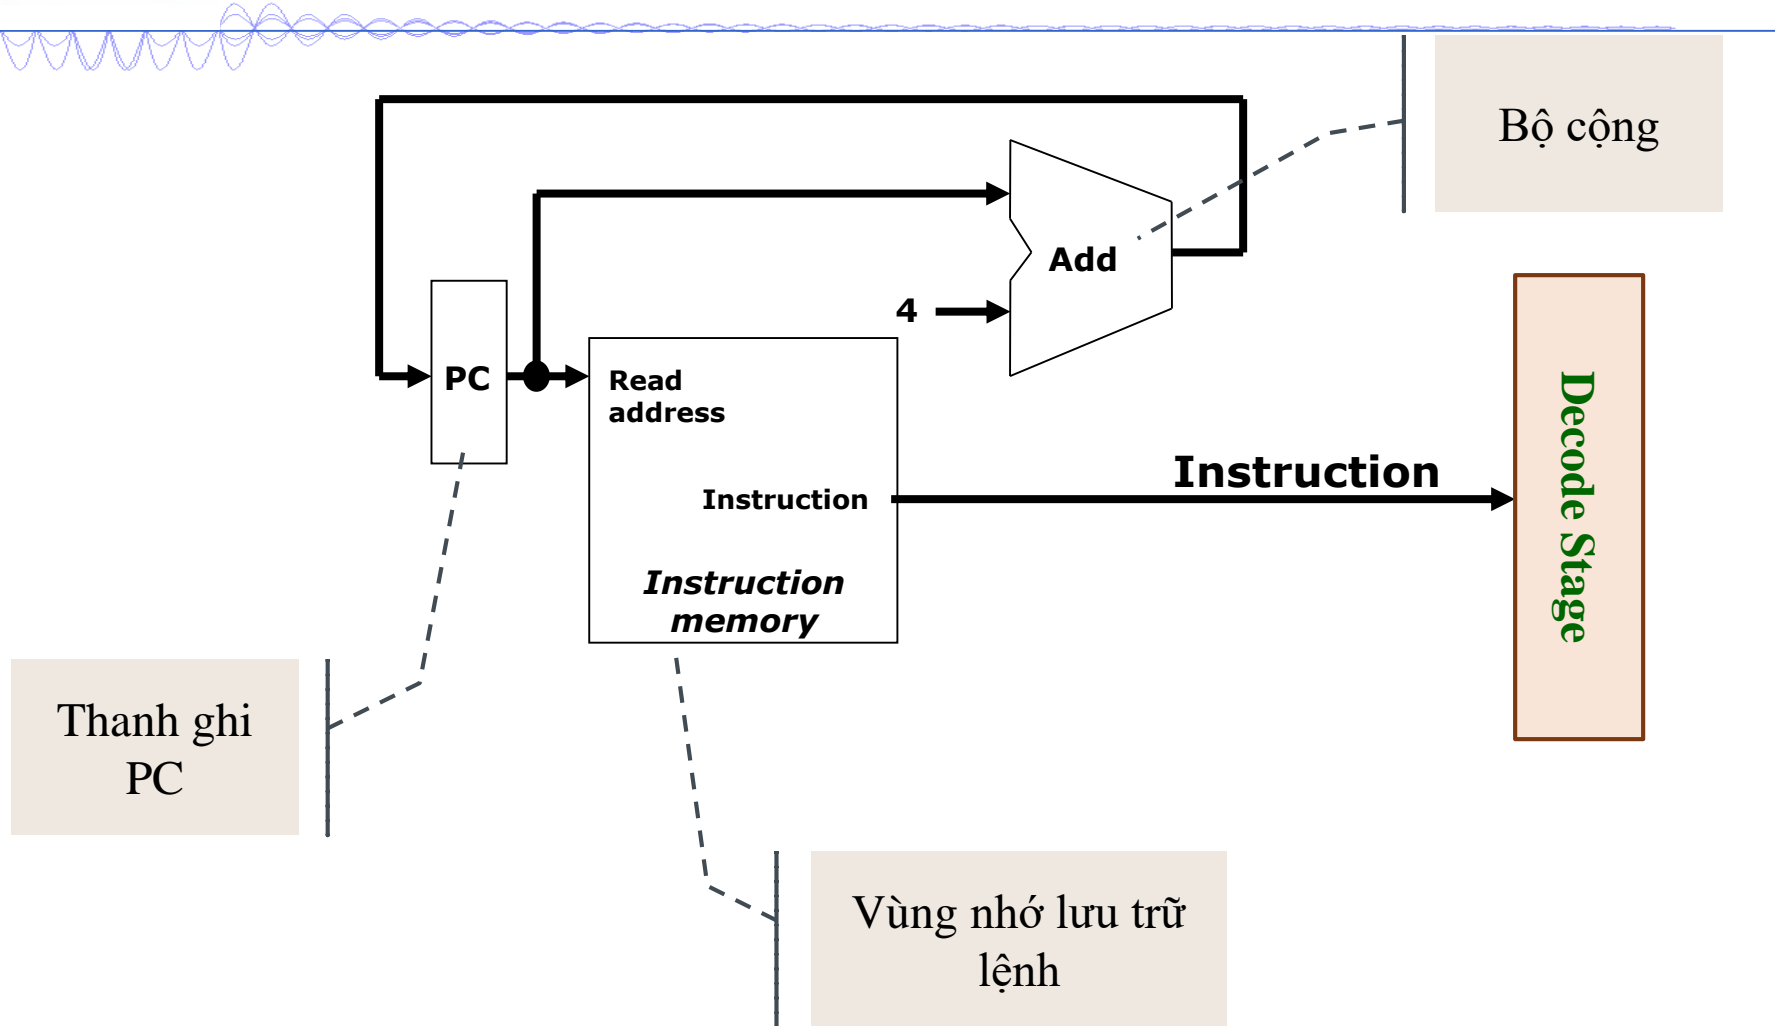 Bộ cộng
Add
4
PC
Read
address
Instruction
Instruction
Instruction
memory
Decode Stage
Thanh ghi
PC
Vùng nhớ lưu trữ
lệnh